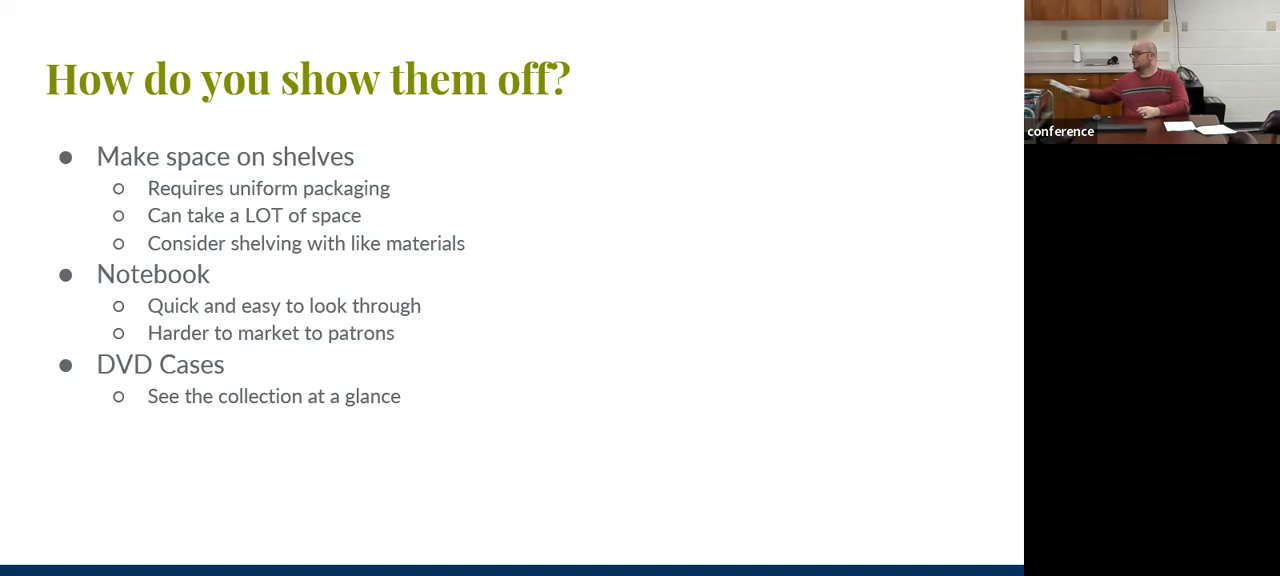 How do you show them off?
● Make space on shelves
○ Requires uniform packaging
○ Can take a LOT of space
○ Consider shelving with like materials
● Notebook
○ Quick and easy to look through
○ Harder to market to patrons
● DVD Cases
○ See the collection at a glance
conference